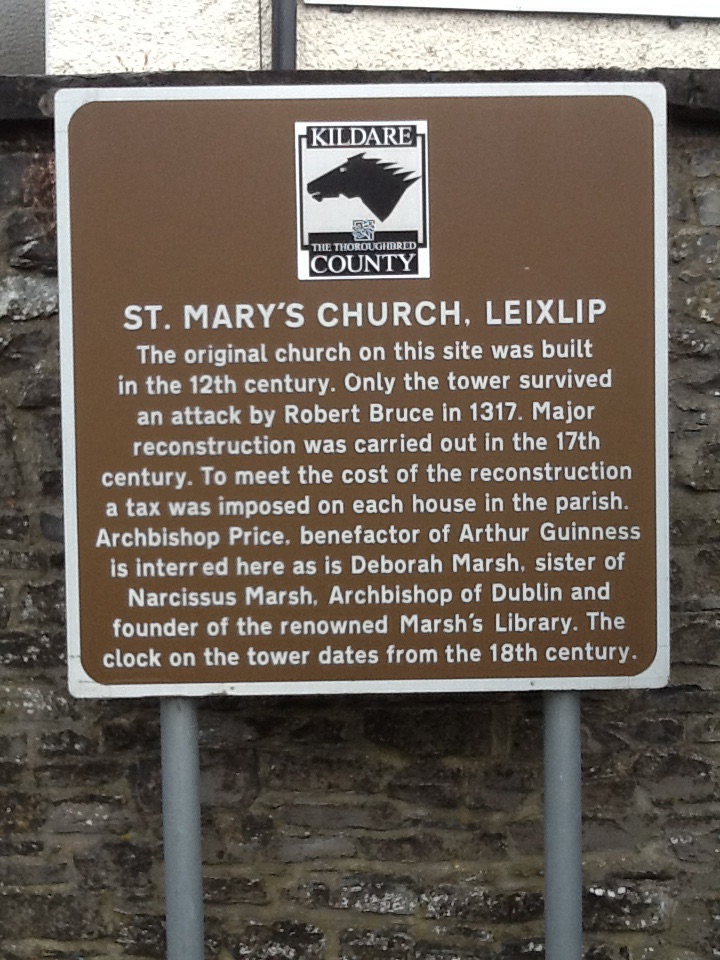 KILDARE
THE THOROUGHBRED
COUNTY
ST. MARY'S CHURCH, LEIXLIP
The original church on this site was built
in the 12th century. Only the tower survived
an attack by Robert Bruce in 1317. Major
reconstruction was carried out in the 17th
century. To meet the cost of the reconstruction
a tax was imposed on each house in the parish.
Archbishop Price, benefactor of Arthur Guinness
is interred here as is Deborah Marsh, sister of
Narcissus Marsh, Archbishop of Dublin and
founder of the renowned Marsh's Library. The
clock on the tower dates from the 18th century.